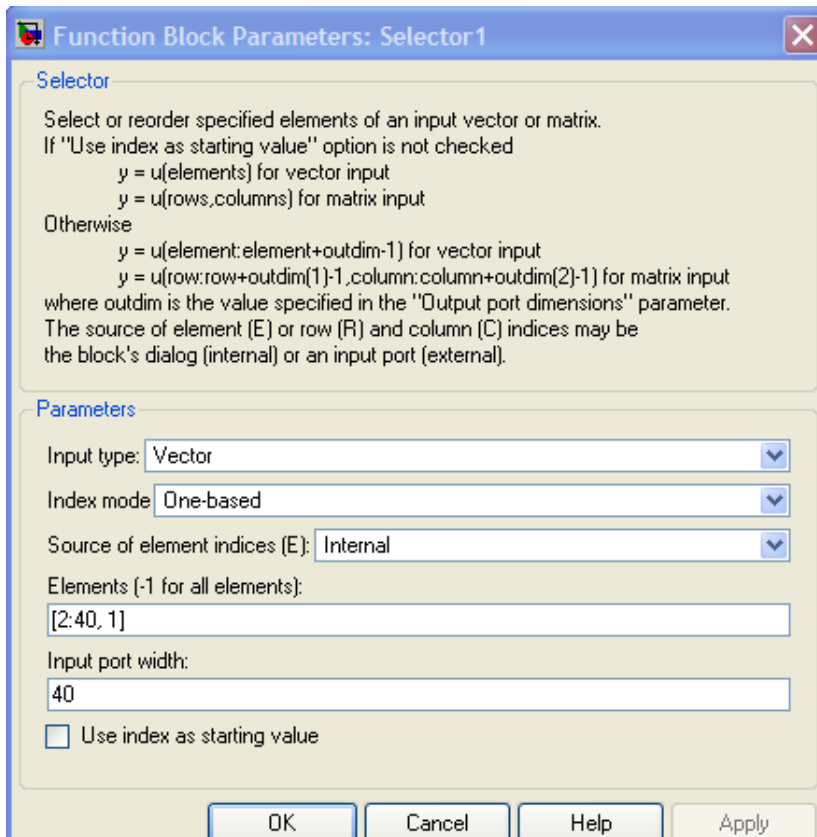 Function Block Parameters: Selector1
Selector
Select or reorder specified elements of an input vector or matrix.
If "Use index as starting value" option is not checked
y = u(elements) for vector input
y = u(rows,columns) for matrix input
Otherwise
y = u(element:element+outdim-1) for vector input
y = u(row:row+outdim(1)-1,column:column+outdim(2)-1) for matrix input
where outdim is the value specified in the "Output port dimensions" parameter.
The source of element (E) or row (R) and column (C) indices may be
the block's dialog (internal) or an input port (external).
Parameters
Input type: Vector
Index mode One-based
Source of element indices (E): Internal
Elements (-1 for all elements):
[2:40, 1]
Input port width:
40
Use index as starting value
OK Cancel Help Apply